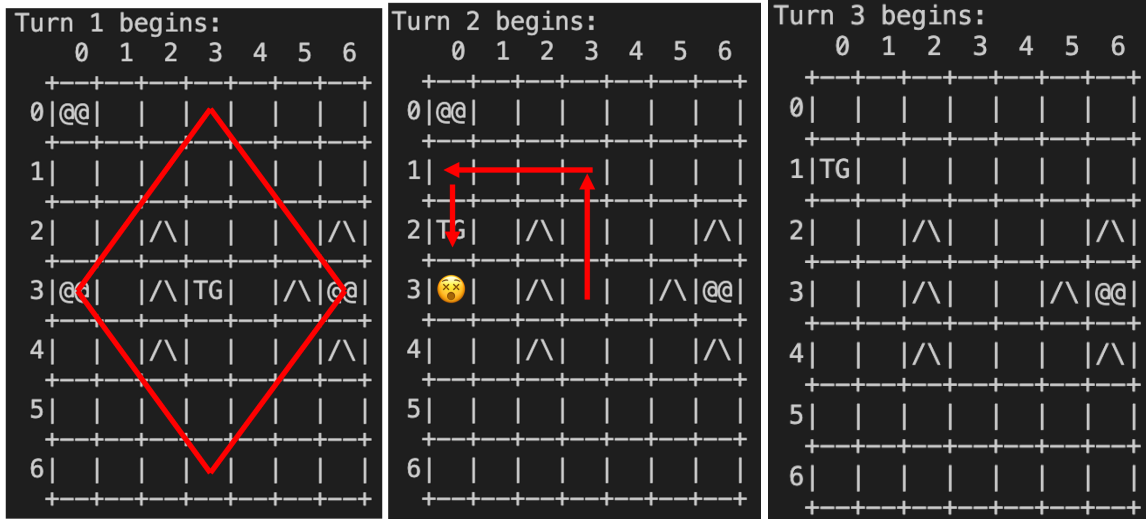 Turn 1 begins:
   0  1  2  3  4  5  6
 +--+--+--+--+--+--+--+
0|@@|  |  |  |  |  |  |
 +--+--+--+--+--+--+--+
1|  |  |  |  |  |  |  |
 +--+--+--+--+--+--+--+
2|  |  |/\|  |  |  |/\|
 +--+--+--+--+--+--+--+
3|@@|  |/\|TG|  |/\|@@|
 +--+--+--+--+--+--+--+
4|  |  |/\|  |  |  |/\|
 +--+--+--+--+--+--+--+
5|  |  |  |  |  |  |  |
 +--+--+--+--+--+--+--+
6|  |  |  |  |  |  |  |
 +--+--+--+--+--+--+--+
Turn 2 begins:
   0  1  2  3  4  5  6
 +--+--+--+--+--+--+--+
0|@@|  |  |  |  |  |  |
 +--+--+--+--+--+--+--+
1|  |  |  |  |  |  |  |
 +--+--+--+--+--+--+--+
2|TG|  |/\|  |  |  |/\|
 +--+--+--+--+--+--+--+
3|😵|  |/\|  |  |/\|@@|
 +--+--+--+--+--+--+--+
4|  |  |/\|  |  |  |/\|
 +--+--+--+--+--+--+--+
5|  |  |  |  |  |  |  |
 +--+--+--+--+--+--+--+
6|  |  |  |  |  |  |  |
 +--+--+--+--+--+--+--+
Turn 3 begins:
   0  1  2  3  4  5  6
 +--+--+--+--+--+--+--+
0|  |  |  |  |  |  |  |
 +--+--+--+--+--+--+--+
1|TG|  |  |  |  |  |  |
 +--+--+--+--+--+--+--+
2|  |  |/\|  |  |  |/\|
 +--+--+--+--+--+--+--+
3|  |  |/\|  |  |/\|@@|
 +--+--+--+--+--+--+--+
4|  |  |/\|  |  |  |/\|
 +--+--+--+--+--+--+--+
5|  |  |  |  |  |  |  |
 +--+--+--+--+--+--+--+
6|  |  |  |  |  |  |  |
 +--+--+--+--+--+--+--+